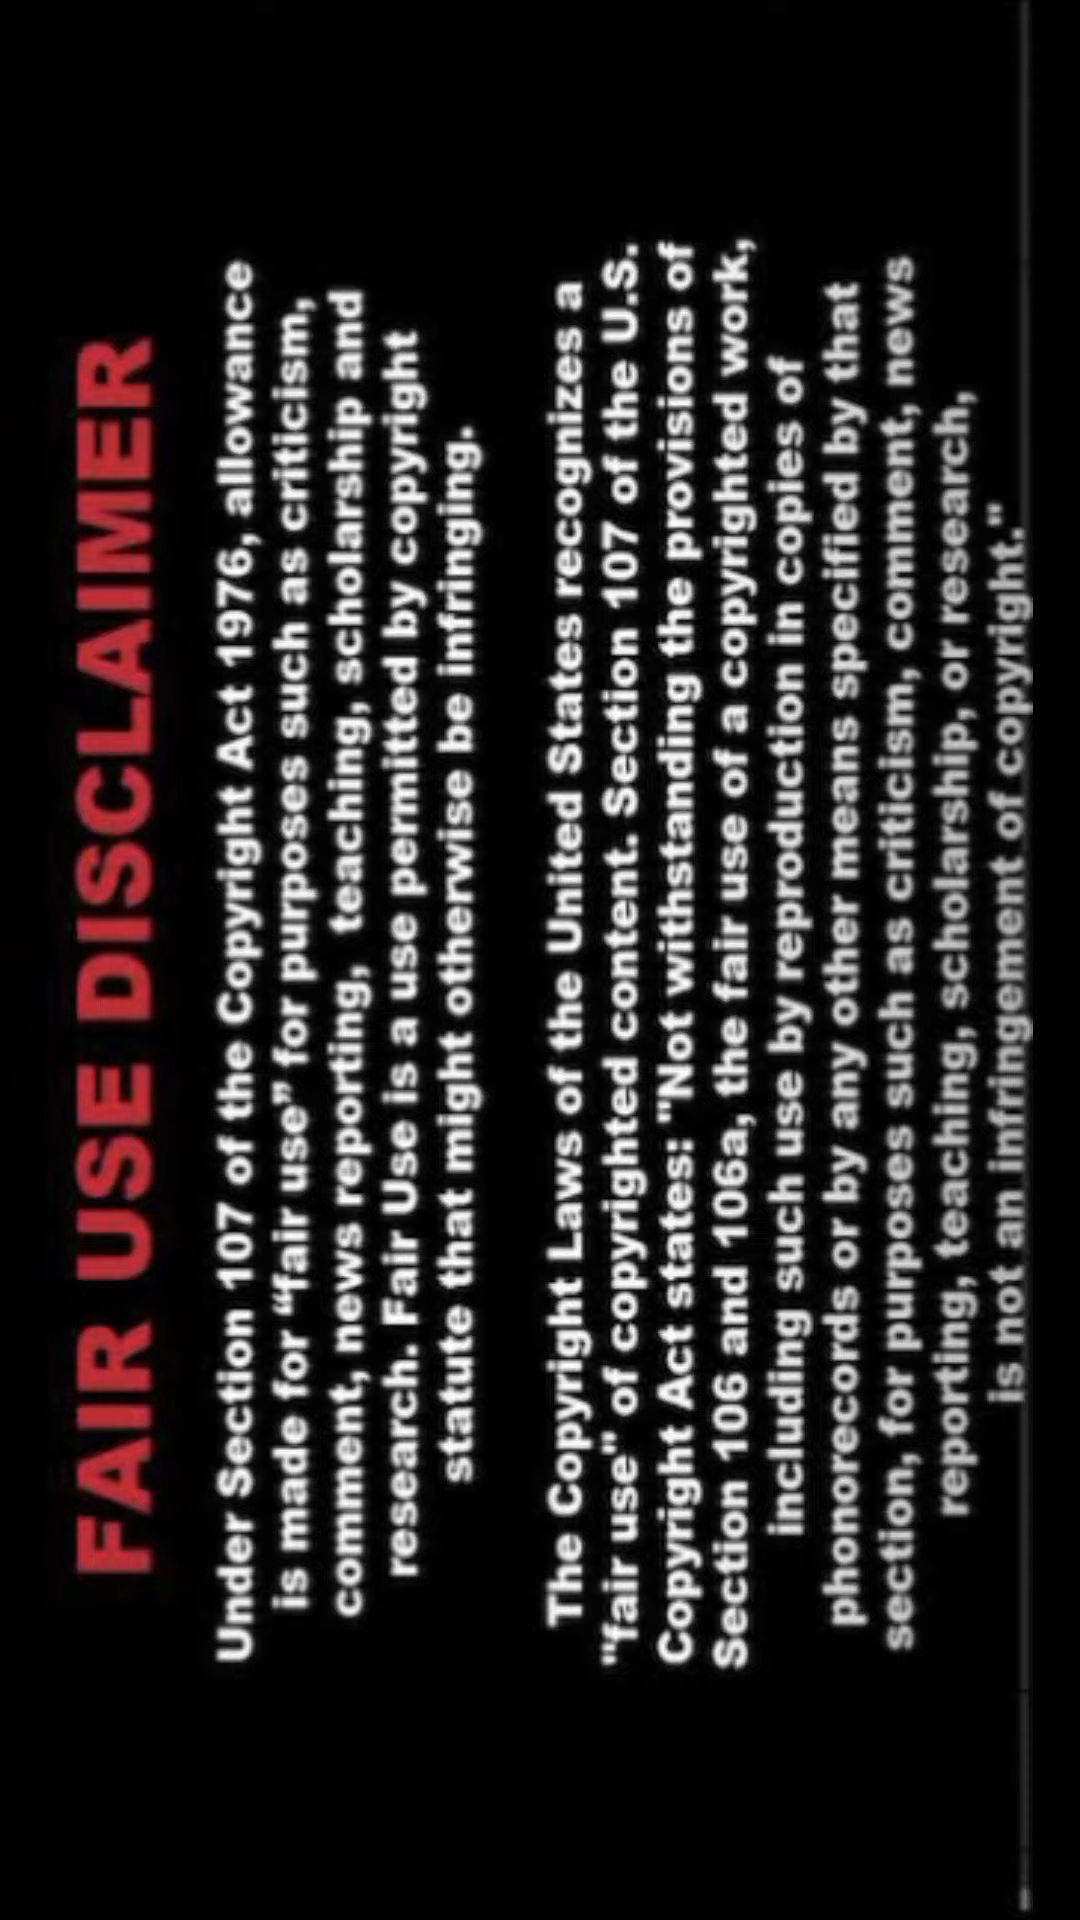 FAIR USE DISCLAIMER
Under Section 107 of the Copyright Act 1976, allowance
is made for “fair use” for purposes such as criticism,
comment, news reporting, teaching, scholarship and
research. Fair Use is a use permitted by copyright
statute that might otherwise be infringing.
The Copyright Laws of the United States recognizes a
"fair use" of copyrighted content. Section 107 of the U.S.
Copyright Act states: "Not withstanding the provisions of
Section 106 and 106a, the fair use of a copyrighted work,
including such use by reproduction in copies of
phonorecords or by any other means specified by that
section, for purposes such as criticism, comment, news
reporting, teaching, scholarship, or research,
is not an infringement of copyright."